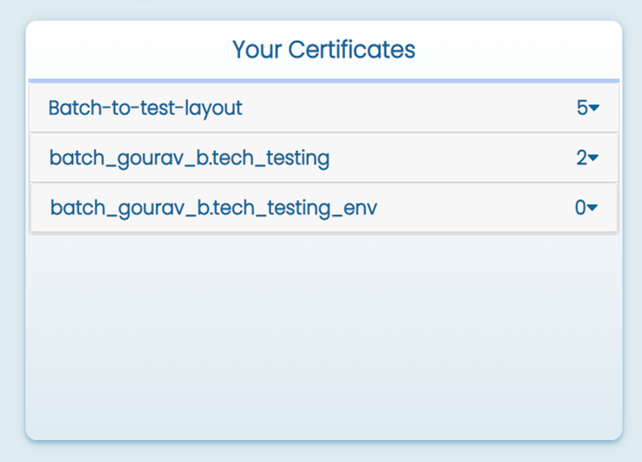 Your Certificates
Batch-to-test-layout 5
batch_gourav_b.tech_testing 2
batch_gourav_b.tech_testing_env 0